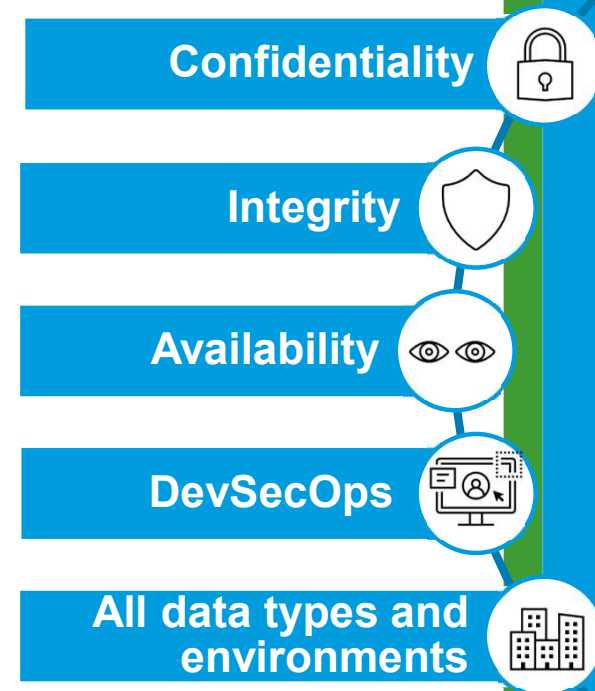 Confidentiality
Integrity
Availability
DevSecOps
All data types and
environments